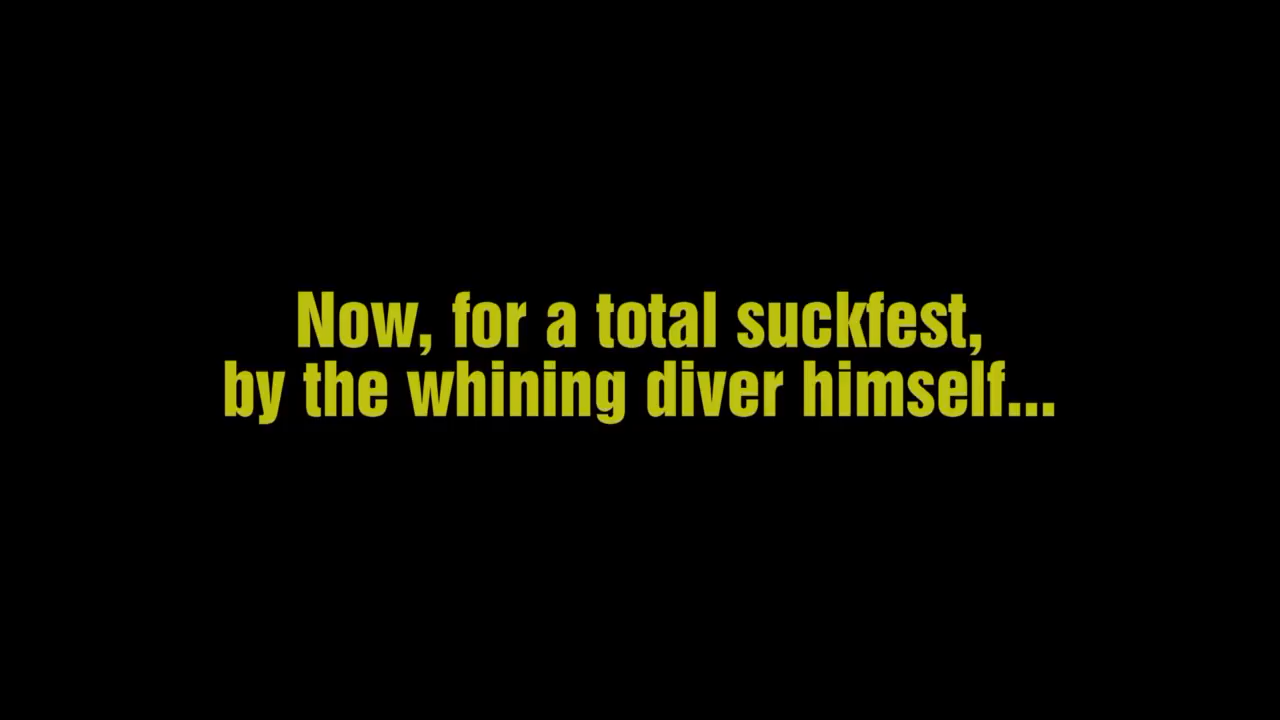 Now, for a total suckfest,
by the whining diver himself...